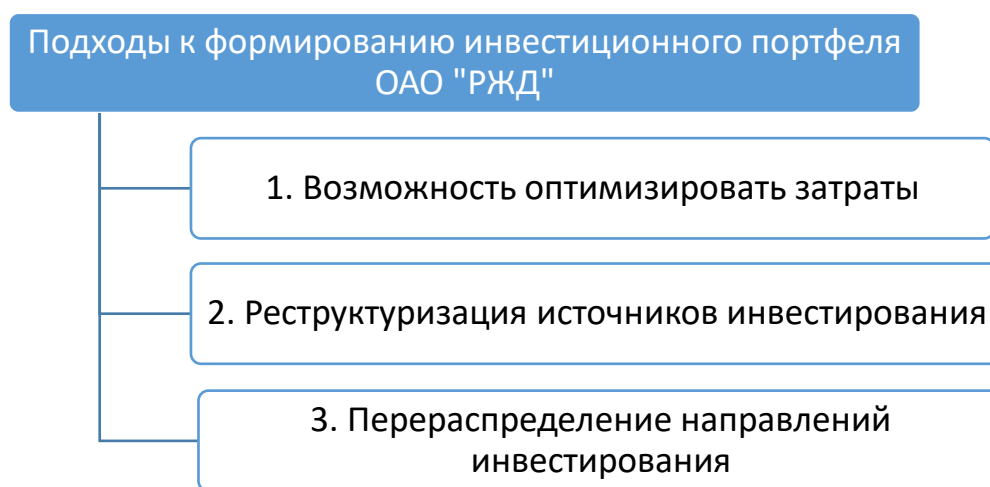 Подходы к формированию инвестиционного портфеля
ОАО "РЖД"
1. Возможность оптимизировать затраты
2. Реструктуризация источников инвестирования
3. Перераспределение направлений
инвестирования